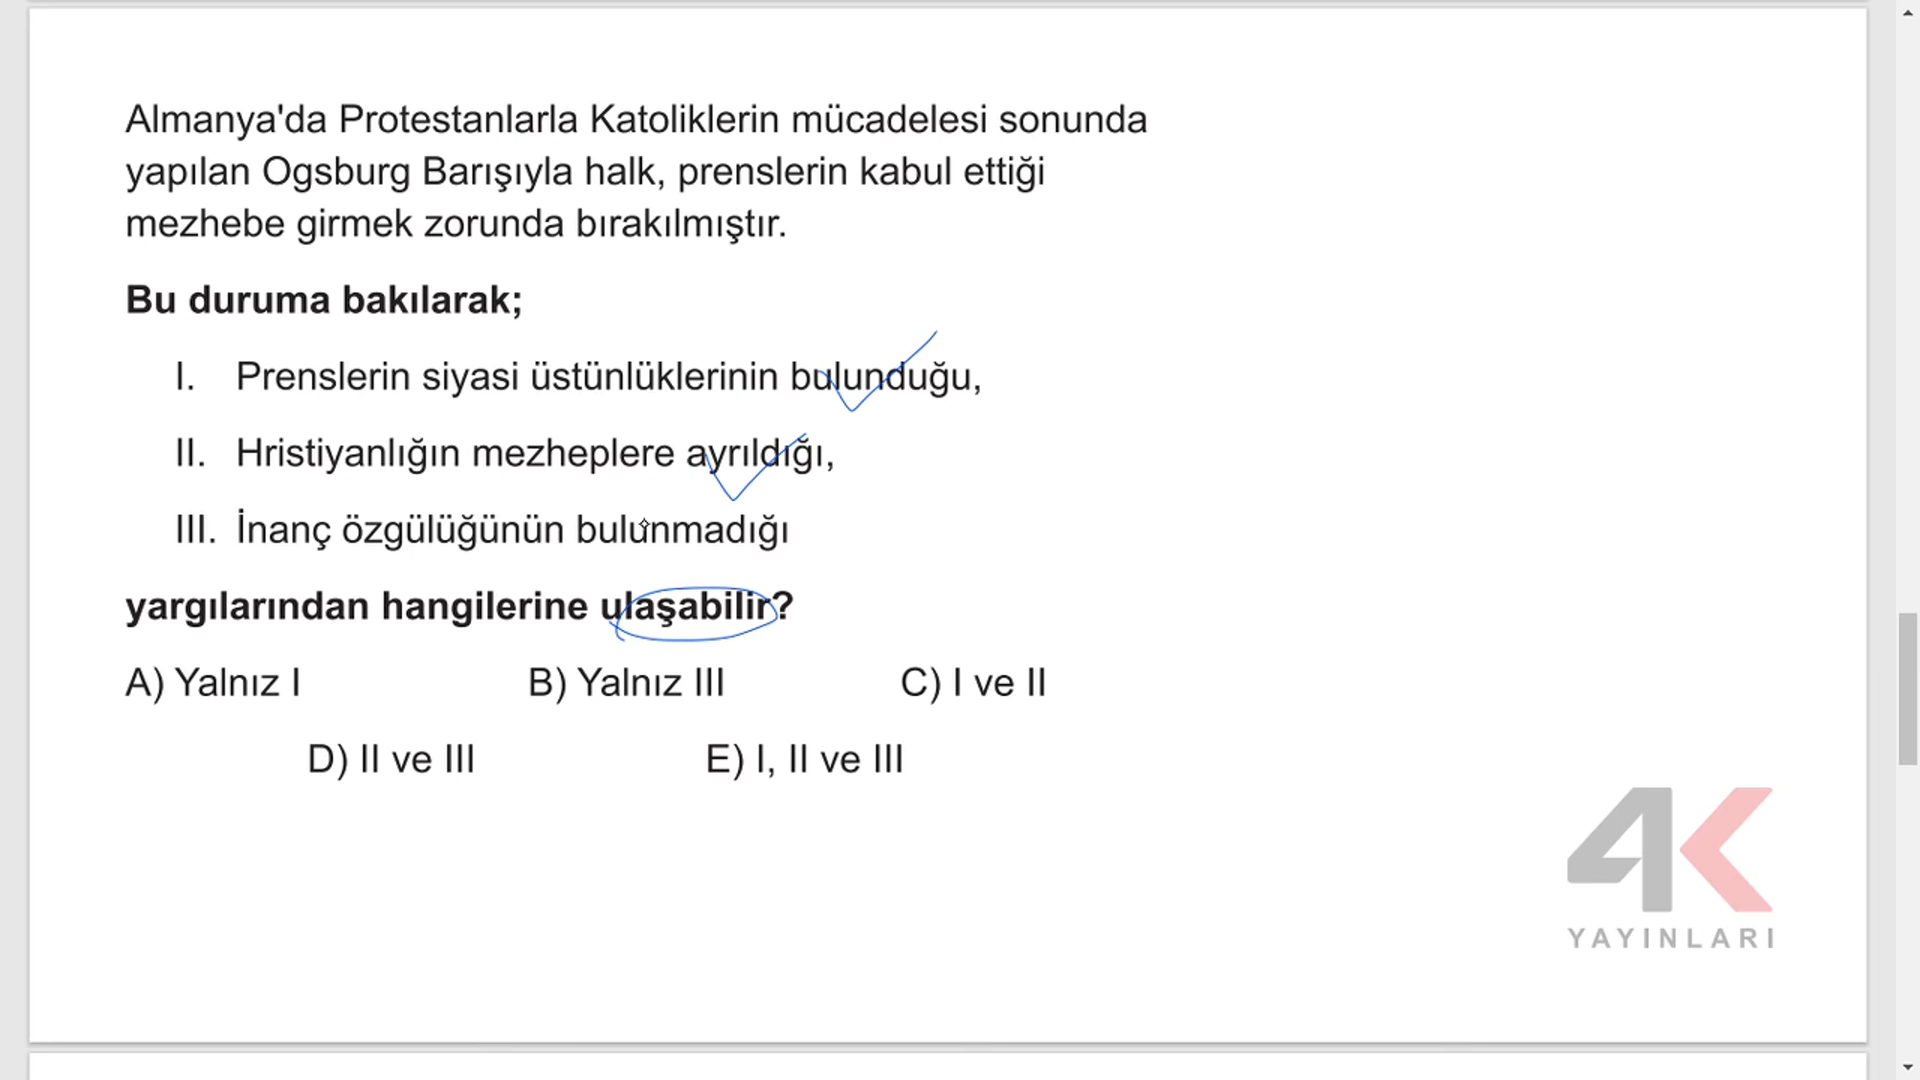 Almanya'da Protestanlarla Katoliklerin mücadelesi sonunda
yapılan Ogsburg Barışıyla halk, prenslerin kabul ettiği
mezhebe girmek zorunda bırakılmıştır.
Bu duruma bakılarak;
I. Prenslerin siyasi üstünlüklerinin bulunduğu,
II. Hristiyanlığın mezheplere ayrıldığı,
III. İnanç özgülüğünün bulunmadığı
yargılarından hangilerine ulaşabilir?
A) Yalnız I B) Yalnız III C) I ve II
D) II ve III E) I, II ve III
4K
YAYINLARI